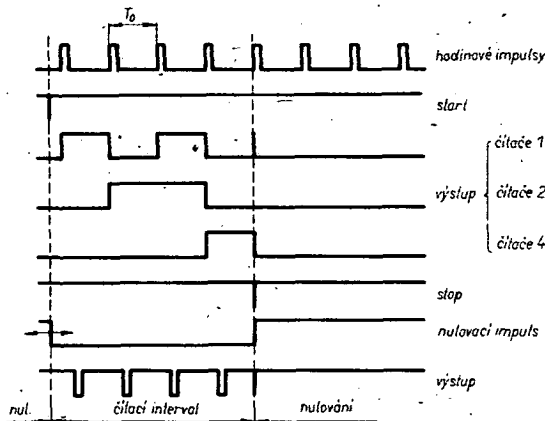 T₀
hodinové impulsy
start
čítače 1
výstup
čítače 2
čítače 4
stop
nulovací impuls
výstup
nul.
čítací interval
nulování